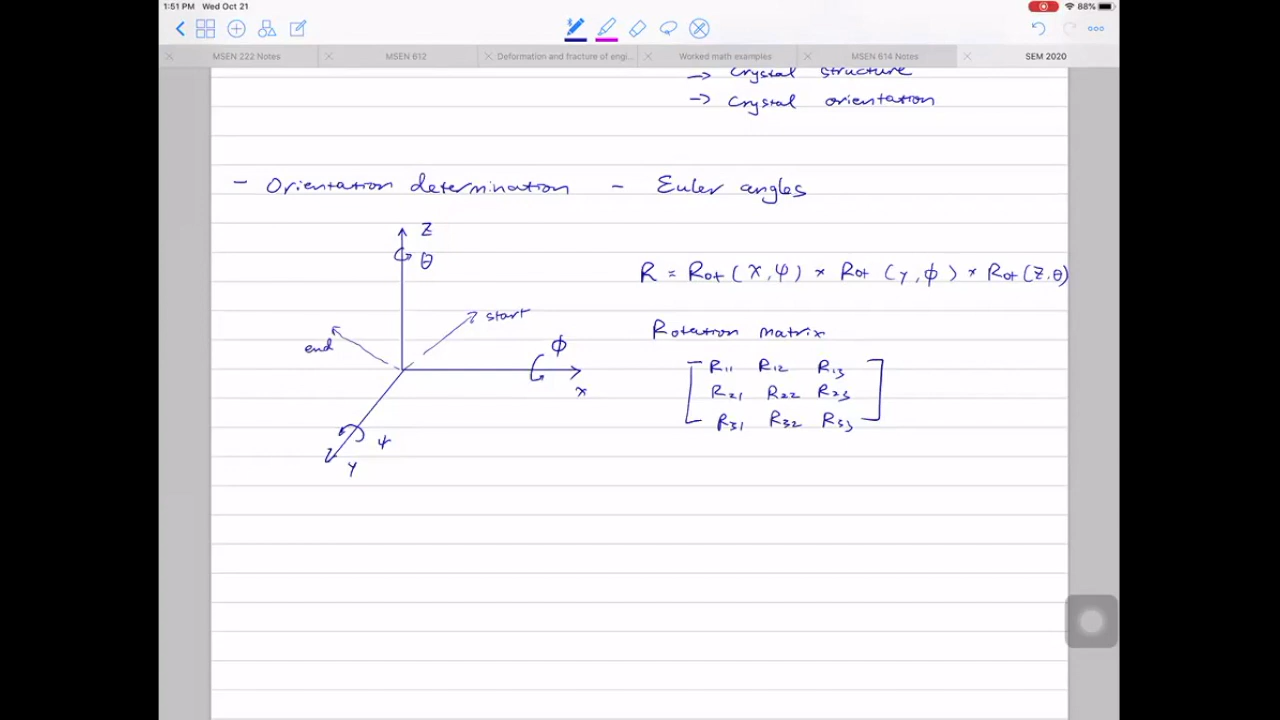 1:51 PM Wed Oct 21
88%
MSEN 222 Notes
MSEN 612
Deformation and fracture of engi...
Worked math examples
MSEN 614 Notes
SEM 2020
→ Crystal structure
→ Crystal orientation
- Orientation determination - Euler angles
Z
θ
R = Rot (X, ψ) * Rot (Y, ϕ) * Rot (Z, θ)
start
Rotation matrix
end
ϕ
x
R11 R12 R13
R21 R22 R23
R31 R32 R33
ψ
Y